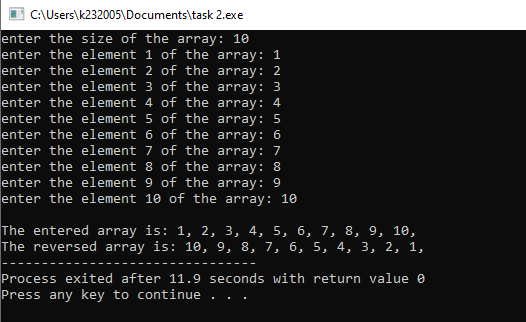 C:\Users\k232005\Documents\task 2.exe
enter the size of the array: 10
enter the element 1 of the array: 1
enter the element 2 of the array: 2
enter the element 3 of the array: 3
enter the element 4 of the array: 4
enter the element 5 of the array: 5
enter the element 6 of the array: 6
enter the element 7 of the array: 7
enter the element 8 of the array: 8
enter the element 9 of the array: 9
enter the element 10 of the array: 10
The entered array is: 1, 2, 3, 4, 5, 6, 7, 8, 9, 10,
The reversed array is: 10, 9, 8, 7, 6, 5, 4, 3, 2, 1,
--------------------------------
Process exited after 11.9 seconds with return value 0
Press any key to continue . . .